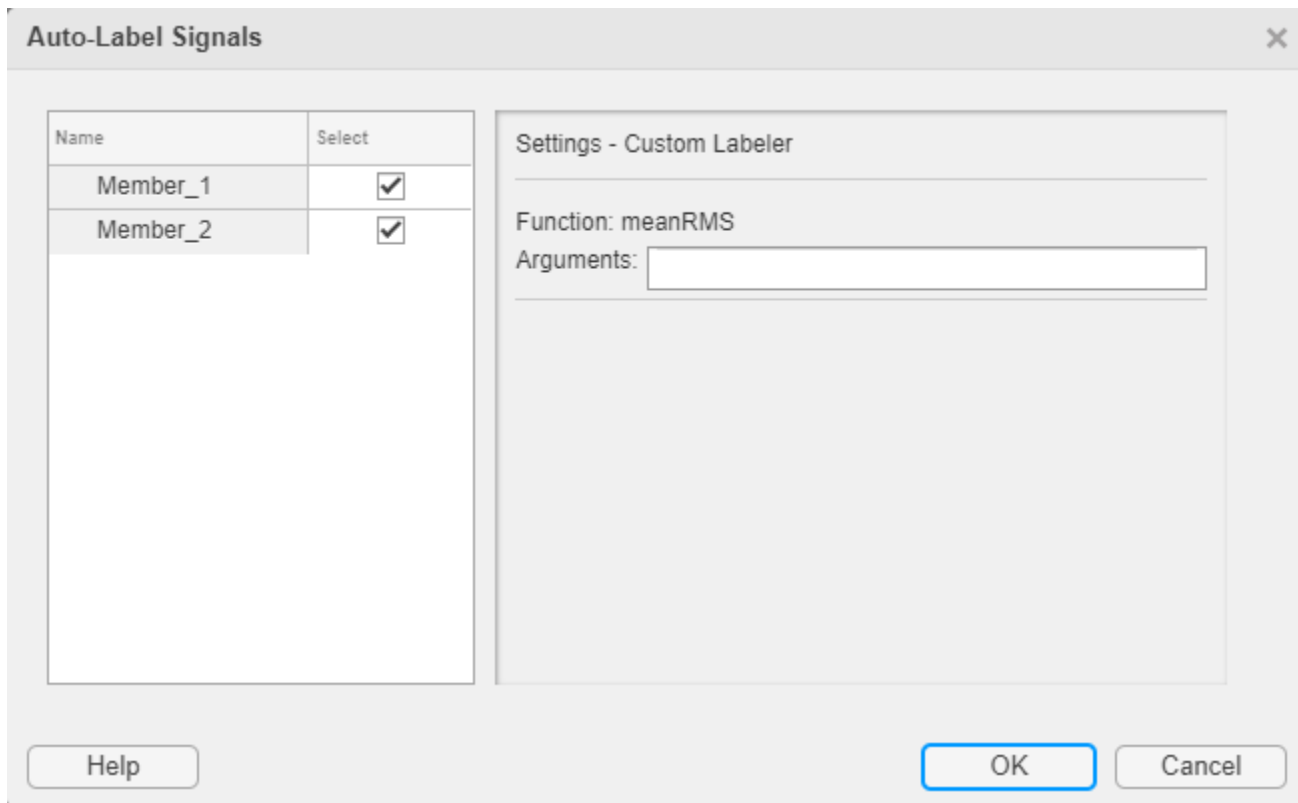 Auto-Label Signals
Name Select
Member_1
Member_2
Settings - Custom Labeler
Function: meanRMS
Arguments:
Help OK Cancel